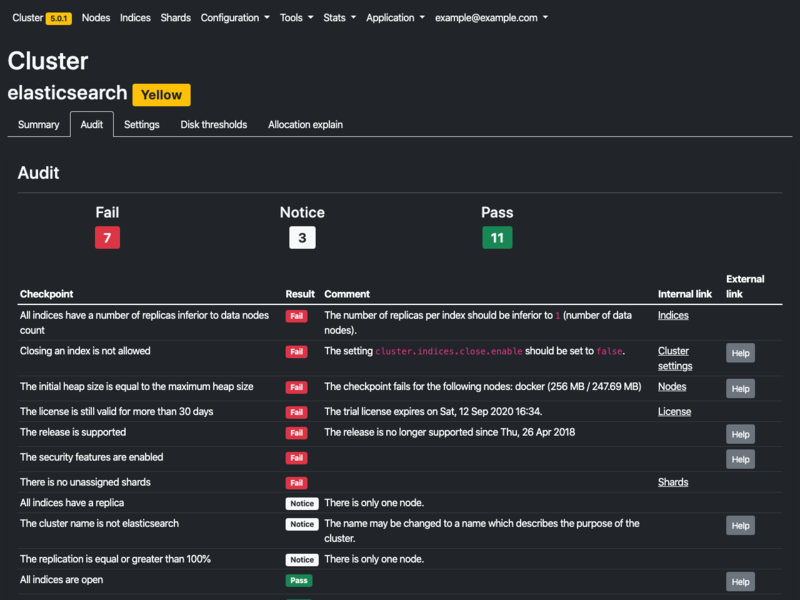 Cluster 5.0.1 Nodes Indices Shards Configuration Tools Stats Application example@example.com
Cluster
elasticsearch Yellow
Summary Audit Settings Disk thresholds Allocation explain
Audit
Fail Notice Pass
7 3 11
Checkpoint Result Comment Internal link External link
All indices have a number of replicas inferior to data nodes count Fail The number of replicas per index should be inferior to 1 (number of data nodes). Indices
Closing an index is not allowed Fail The setting cluster.indices.close.enable should be set to false. Cluster settings Help
The initial heap size is equal to the maximum heap size Fail The checkpoint fails for the following nodes: docker (256 MB / 247.69 MB) Nodes Help
The license is still valid for more than 30 days Fail The trial license expires on Sat, 12 Sep 2020 16:34. License
The release is supported Fail The release is no longer supported since Thu, 26 Apr 2018 Help
The security features are enabled Fail Help
There is no unassigned shards Fail Shards
All indices have a replica Notice There is only one node.
The cluster name is not elasticsearch Notice The name may be changed to a name which describes the purpose of the cluster. Help
The replication is equal or greater than 100% Notice There is only one node.
All indices are open Pass Help